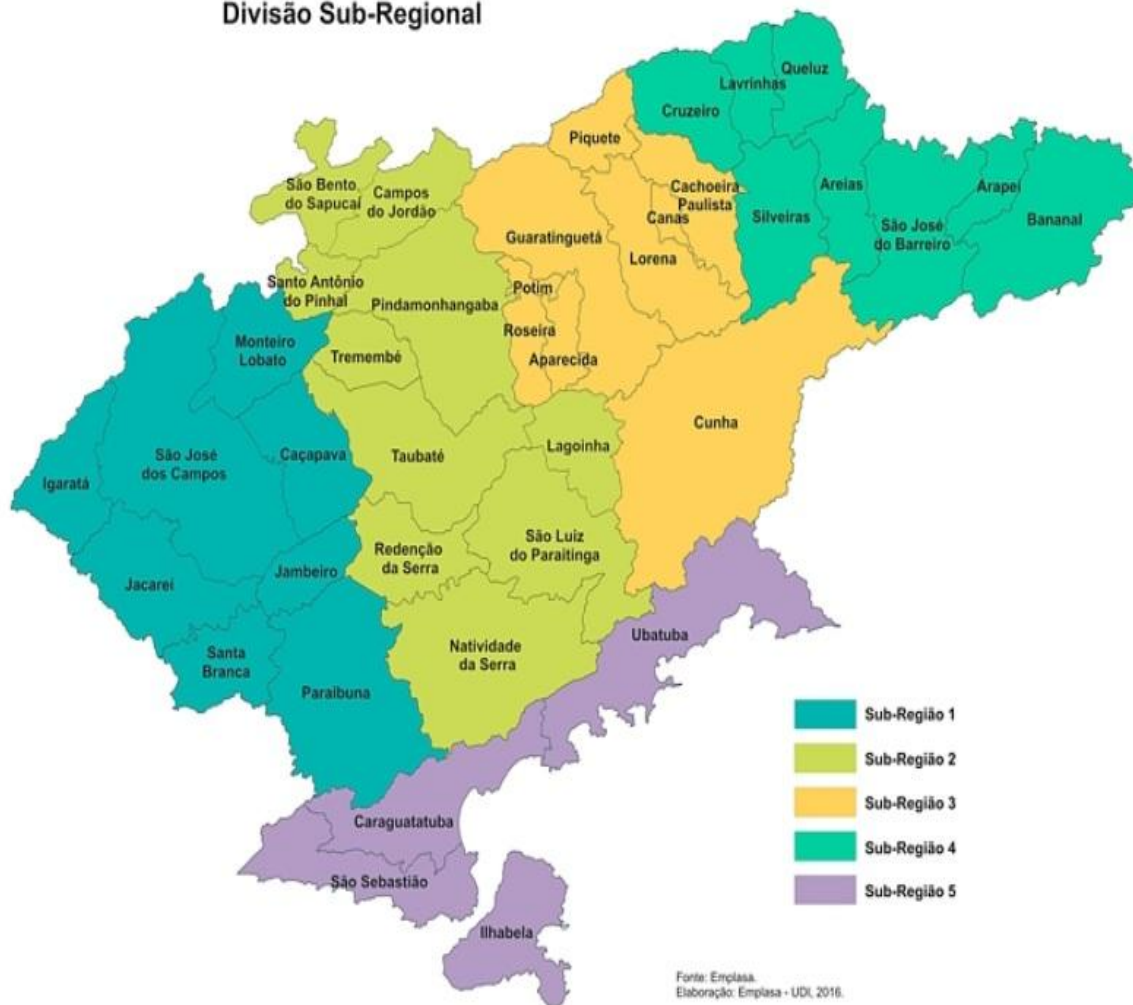 Divisão Sub-Regional
Queluz
Lavrinhas
Cruzeiro
Piquete
São Bento
do Sapucaí
Campos
do Jordão
Cachoeira
Paulista
Canas
Silveiras
Areias
Arapeí
São José
do Barreiro
Bananal
Guaratinguetá
Lorena
Santo Antônio
do Pinhal
Pindamonhangaba
Potim
Roseira
Aparecida
Monteiro
Lobato
Tremembé
Cunha
São José
dos Campos
Caçapava
Taubaté
Lagoinha
Igaratá
Redenção
da Serra
São Luiz
do Paraitinga
Jacareí
Jambeiro
Santa
Branca
Paraibuna
Natividade
da Serra
Ubatuba
Caraguatatuba
São Sebastião
Ilhabela
Sub-Região 1
Sub-Região 2
Sub-Região 3
Sub-Região 4
Sub-Região 5
Fonte: Emplasa.
Elaboração: Emplasa - UDI, 2016.